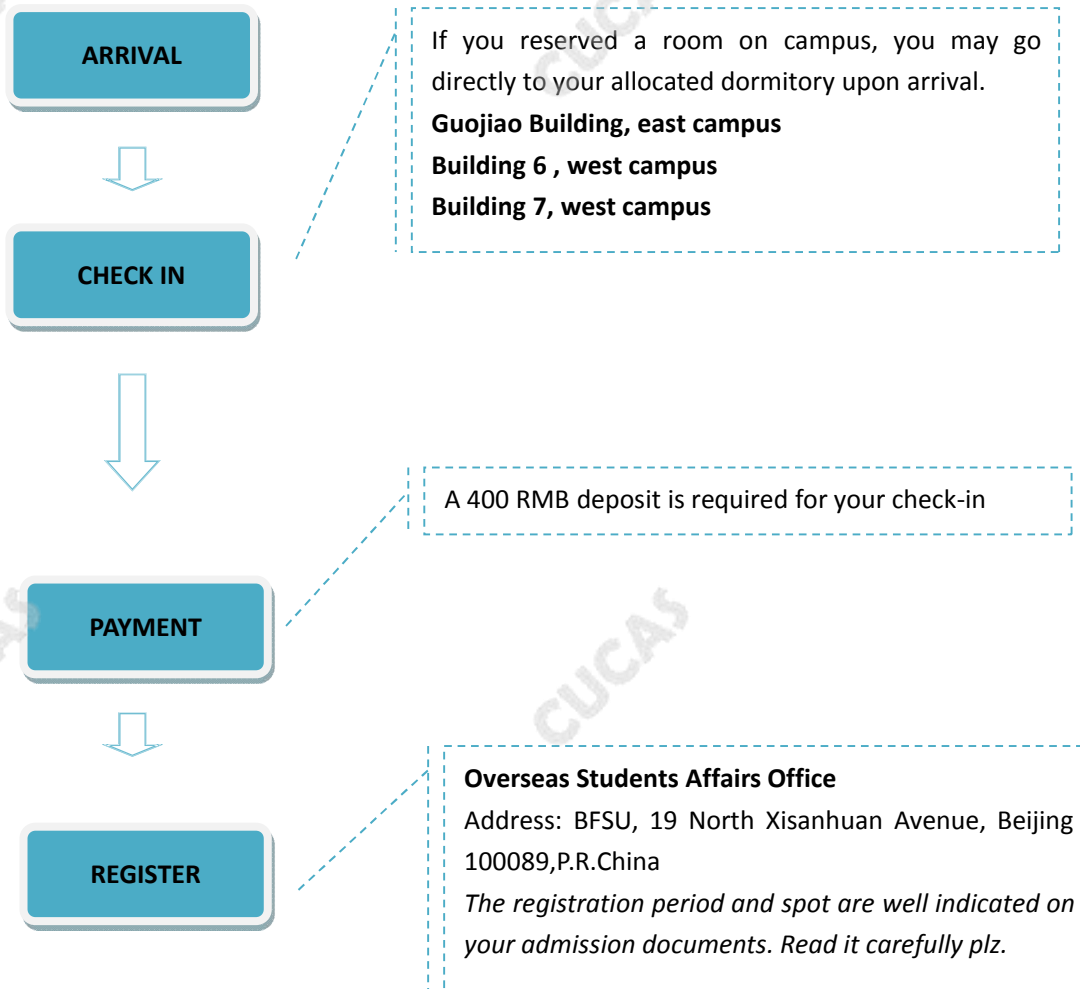 ARRIVAL
If you reserved a room on campus, you may go
directly to your allocated dormitory upon arrival.
Guojiao Building, east campus
Building 6 , west campus
Building 7, west campus
CHECK IN
A 400 RMB deposit is required for your check-in
PAYMENT
CUCAS
Overseas Students Affairs Office
Address: BFSU, 19 North Xisanhuan Avenue, Beijing
100089,P.R.China
REGISTER
The registration period and spot are well indicated on
your admission documents. Read it carefully plz.